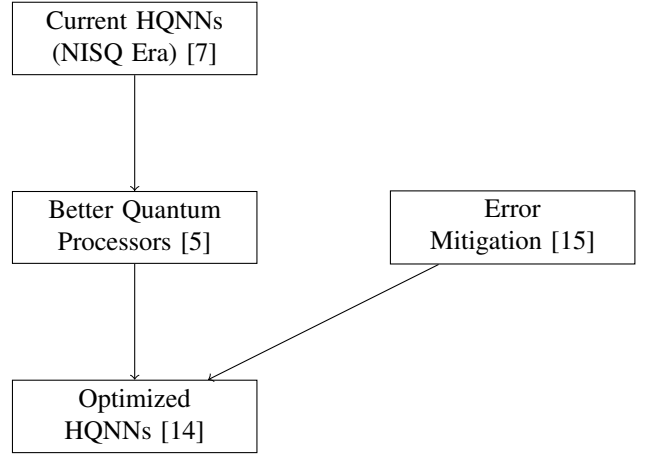 Current HQNNs
(NISQ Era) [7]
Better Quantum
Processors [5]
Error
Mitigation [15]
Optimized
HQNNs [14]